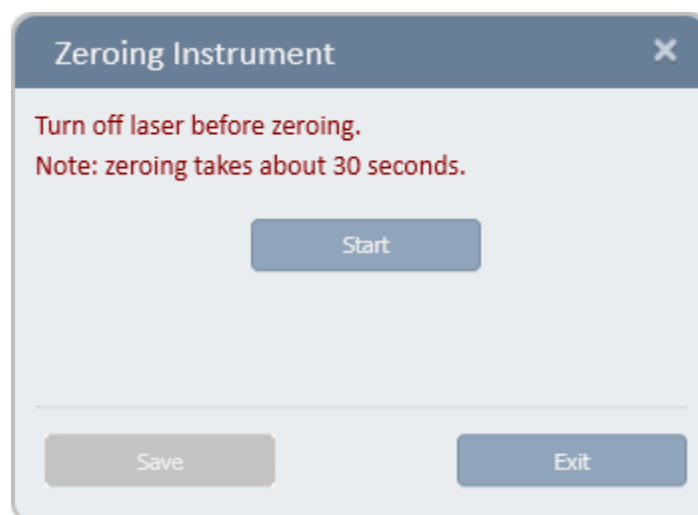 Zeroing Instrument
Turn off laser before zeroing.
Note: zeroing takes about 30 seconds.
Start
Save
Exit